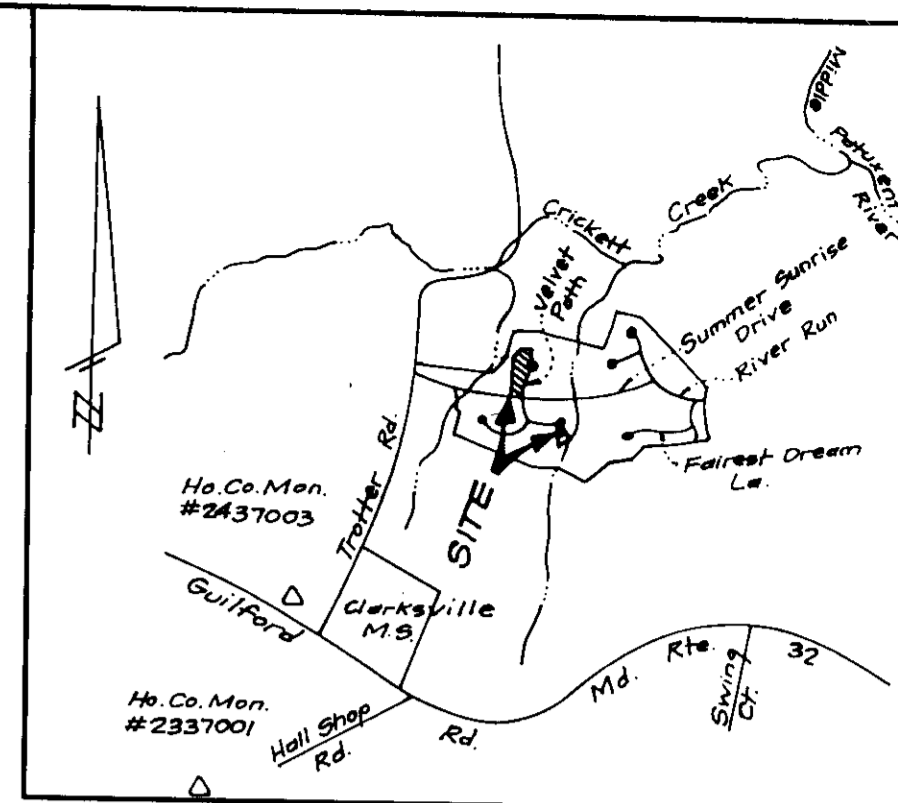 Middle
Patuxent
River
Creek
Crickett
Velvet
Path
Summer Sunrise
Drive
River Run
N
Trotter Rd.
Fairest Dream
La.
Ho. Co. Mon.
#2437003
SITE
Guilford
Clarksville
M.S.
Md. Rte. 32
Swing
Ct.
Ho. Co. Mon.
#2337001
Hall Shop
Rd.
Rd.